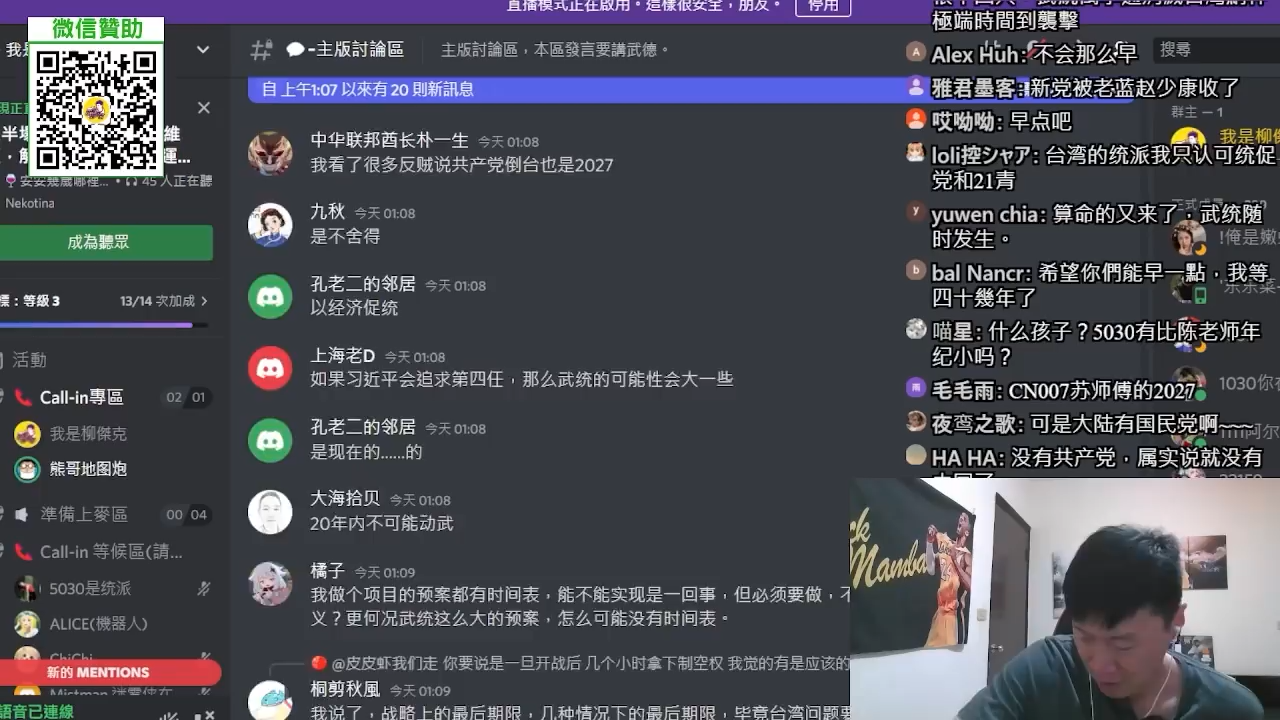 直播模式正在啟用。這樣很安全，朋友。
停用
微信贊助
-主版討論區
主版討論區，本區發言要講武德。
搜尋
自 上午1:07 以來有 20 則新訊息
45 人正在聽
Nekotina
成為聽眾
等級 3
13/14 次加成
活動
Call-in專區
02 01
我是柳傑克
熊哥地图炮
準備上麥區
00 04
Call-in 等候區(請...
5030是统派
ALICE(機器人)
ChiChi
新的 MENTIONS
語音已連線
中华联邦酋长朴一生 今天 01:08
我看了很多反贼说共产党倒台也是2027
九秋 今天 01:08
是不舍得
孔老二的邻居 今天 01:08
以经济促统
上海老D 今天 01:08
如果习近平会追求第四任，那么武统的可能性会大一些
孔老二的邻居 今天 01:08
是现在的......的
大海拾贝 今天 01:08
20年内不可能动武
橘子 今天 01:09
我做个项目的预案都有时间表，能不能实现是一回事，但必须要做，
义？更何况武统这么大的预案，怎么可能没有时间表。
@皮皮虾我们走 你要说是一旦开战后 几个小时拿下制空权 我觉的有是应该的
桐剪秋風 今天 01:09
我说了，战略上的最后期限，几种情况下的最后期限，毕竟台湾问题要
極端時間到襲擊
Alex Huh: 不会那么早
雅君墨客: 新党被老蓝赵少康收了
哎呦呦: 早点吧
loli控シャア: 台湾的统派我只认可统促
党和21青
yuwen chia: 算命的又来了，武统随
时发生。
bal Nancr: 希望你們能早一點，我等
四十幾年了
喵星: 什么孩子？5030有比陈老师年
纪小吗？
毛毛雨: CN007苏师傅的2027
夜鸾之歌: 可是大陆有国民党啊~~~
HA HA: 没有共产党，属实说就没有
群主 — 1
我是柳傑
!俺是嫩
1030你